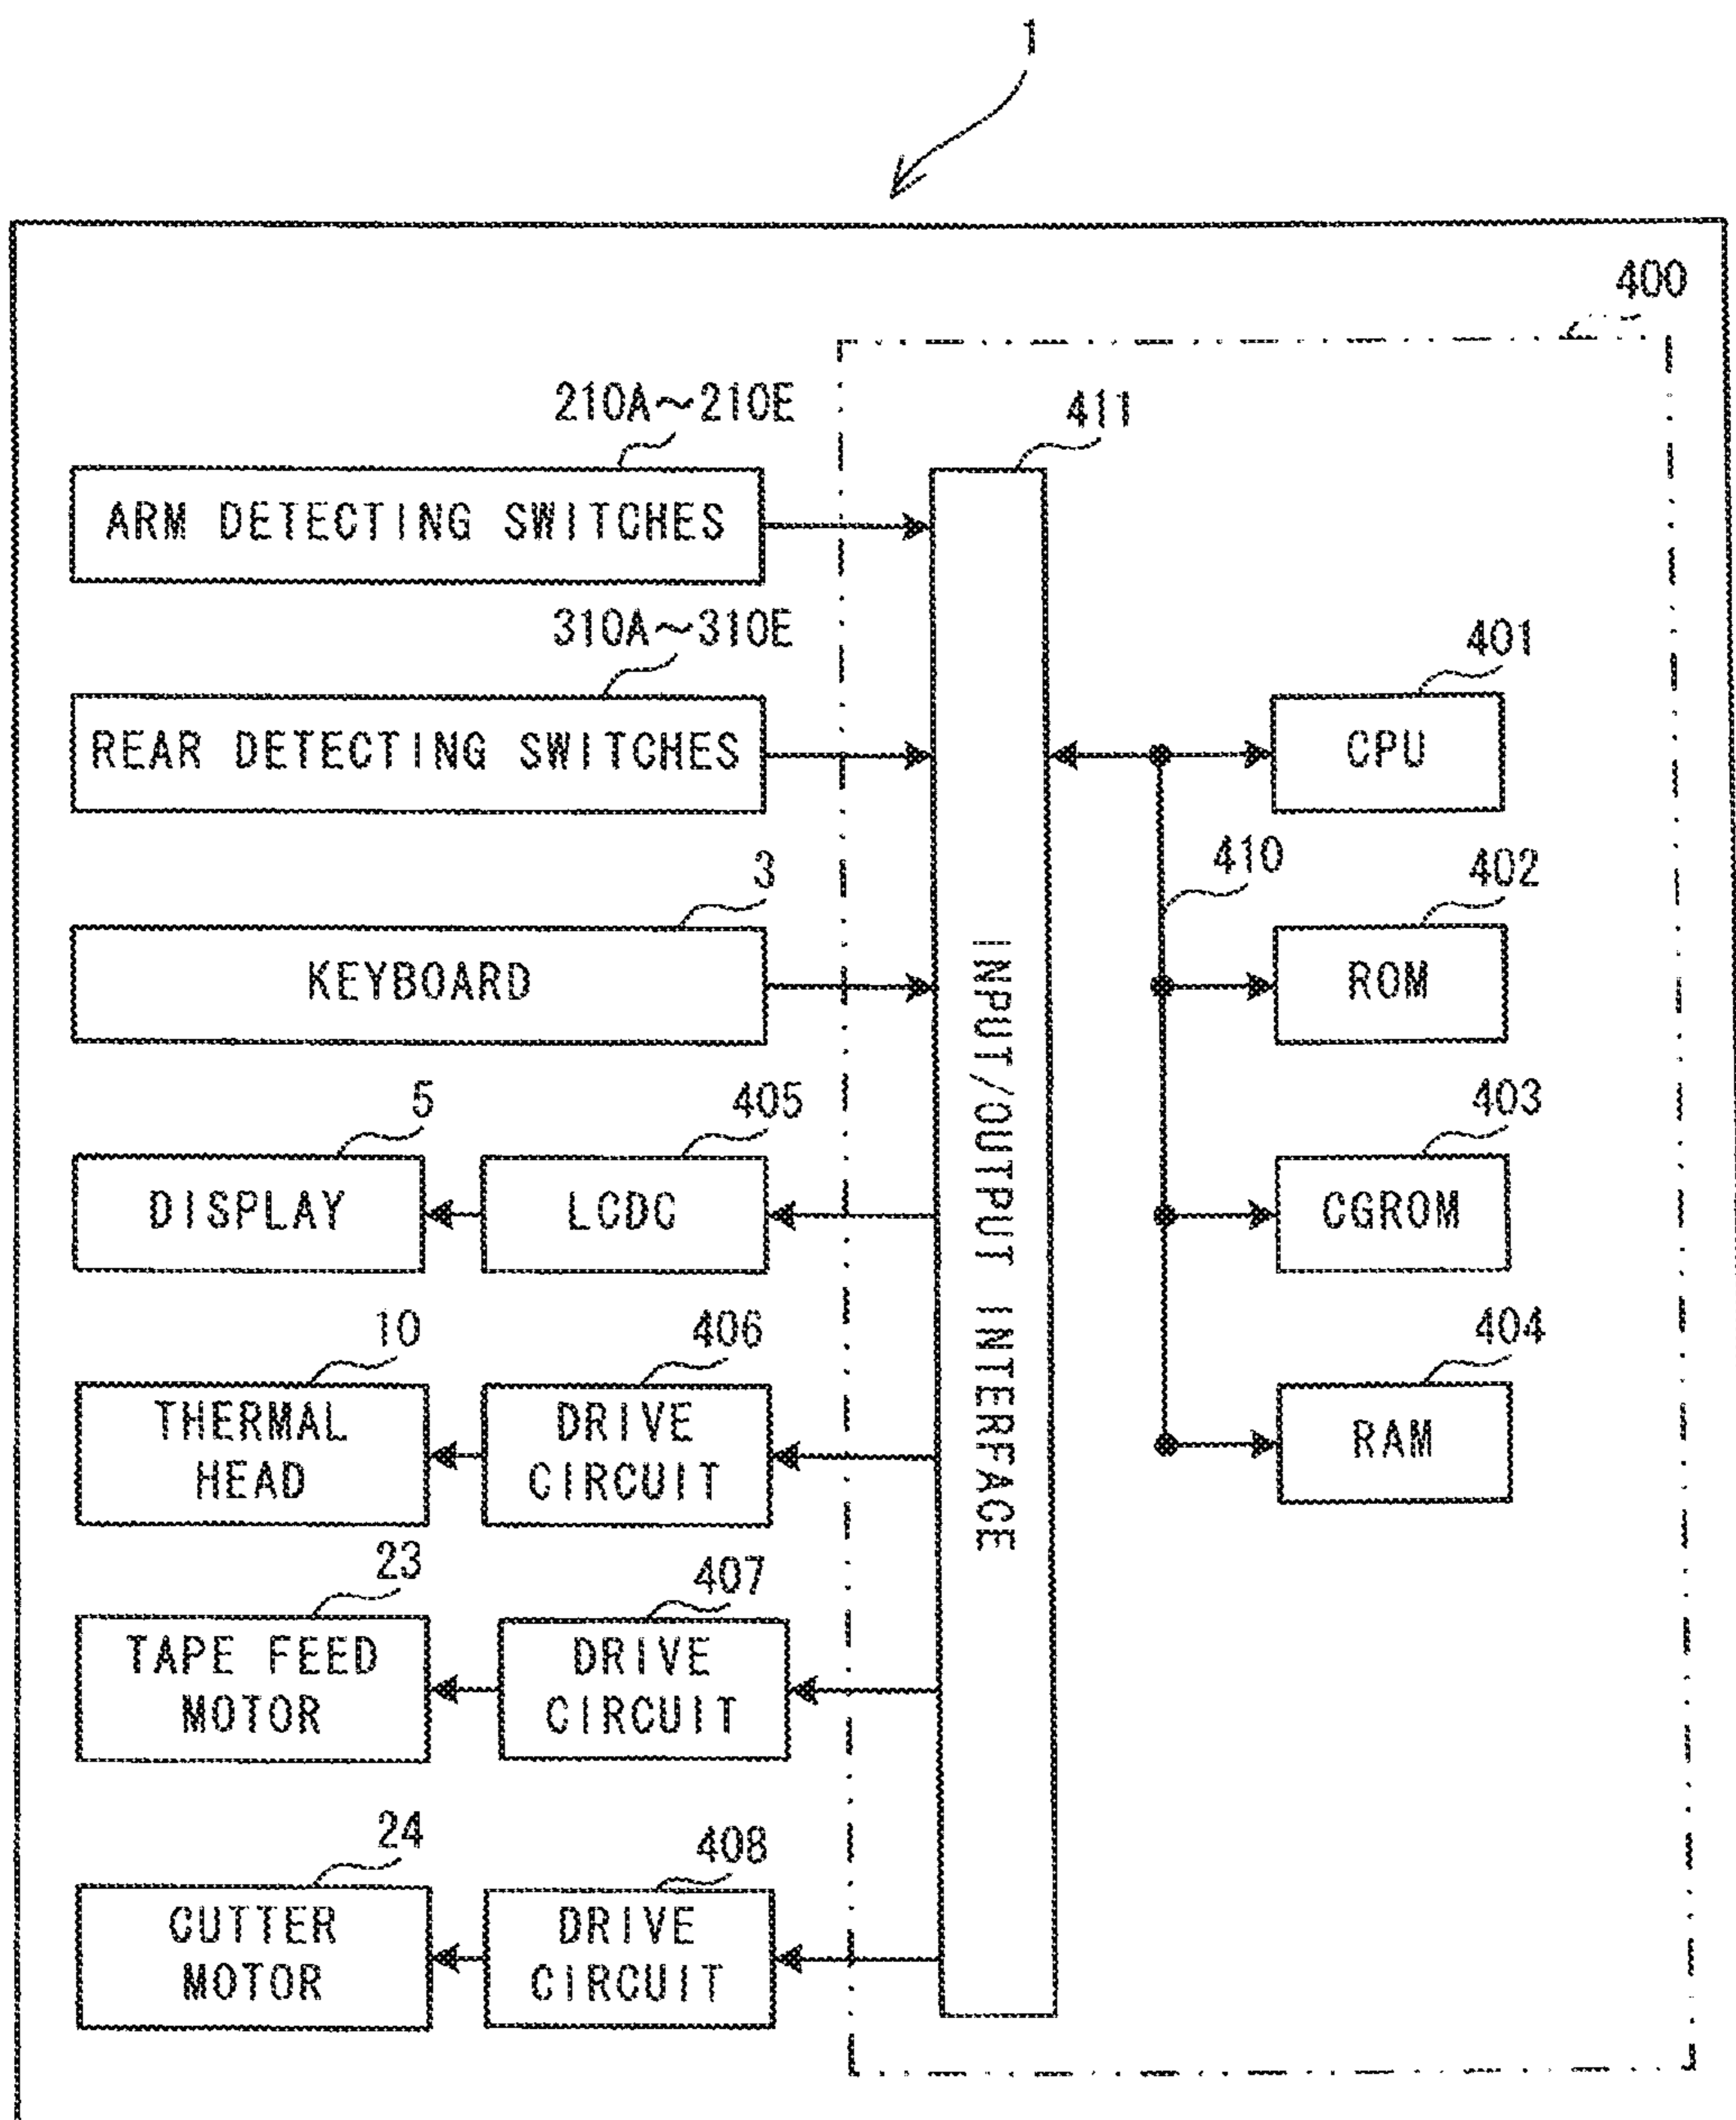 1
400
210A~210E
411
ARM DETECTING SWITCHES
310A~310E
401
REAR DETECTING SWITCHES
CPU
3
410
402
KEYBOARD
ROM
INPUT/OUTPUT INTERFACE
5
405
403
DISPLAY
LCDC
CGROM
10
406
404
THERMAL
HEAD
DRIVE
CIRCUIT
RAM
23
407
TAPE FEED
MOTOR
DRIVE
CIRCUIT
24
408
CUTTER
MOTOR
DRIVE
CIRCUIT